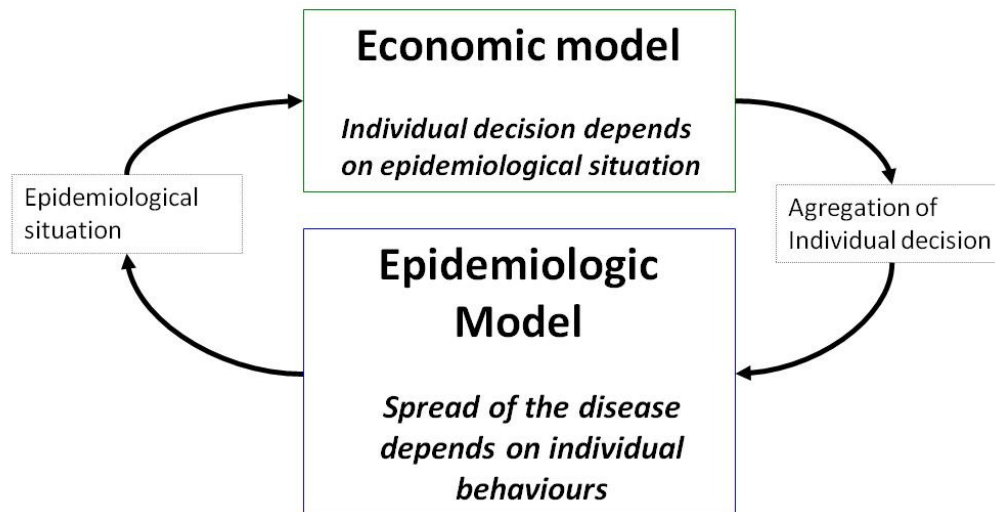 Economic model
Individual decision depends
on epidemiological situation
Epidemiological
situation
Agregation of
Individual decision
Epidemiologic
Model
Spread of the disease
depends on individual
behaviours